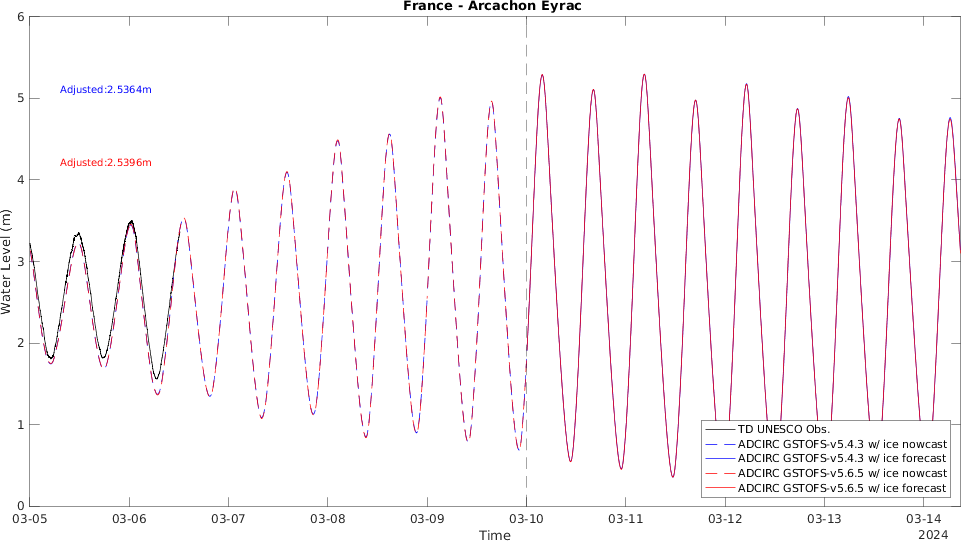 France - Arcachon Eyrac
6
5
4
3
2
1
0
Water Level (m)
Adjusted:2.5364m
Adjusted:2.5396m
TD UNESCO Obs.
ADCIRC GSTOFS-v5.4.3 w/ ice nowcast
ADCIRC GSTOFS-v5.4.3 w/ ice forecast
ADCIRC GSTOFS-v5.6.5 w/ ice nowcast
ADCIRC GSTOFS-v5.6.5 w/ ice forecast
03-05 03-06 03-07 03-08 03-09 03-10 03-11 03-12 03-13 03-14
Time
2024